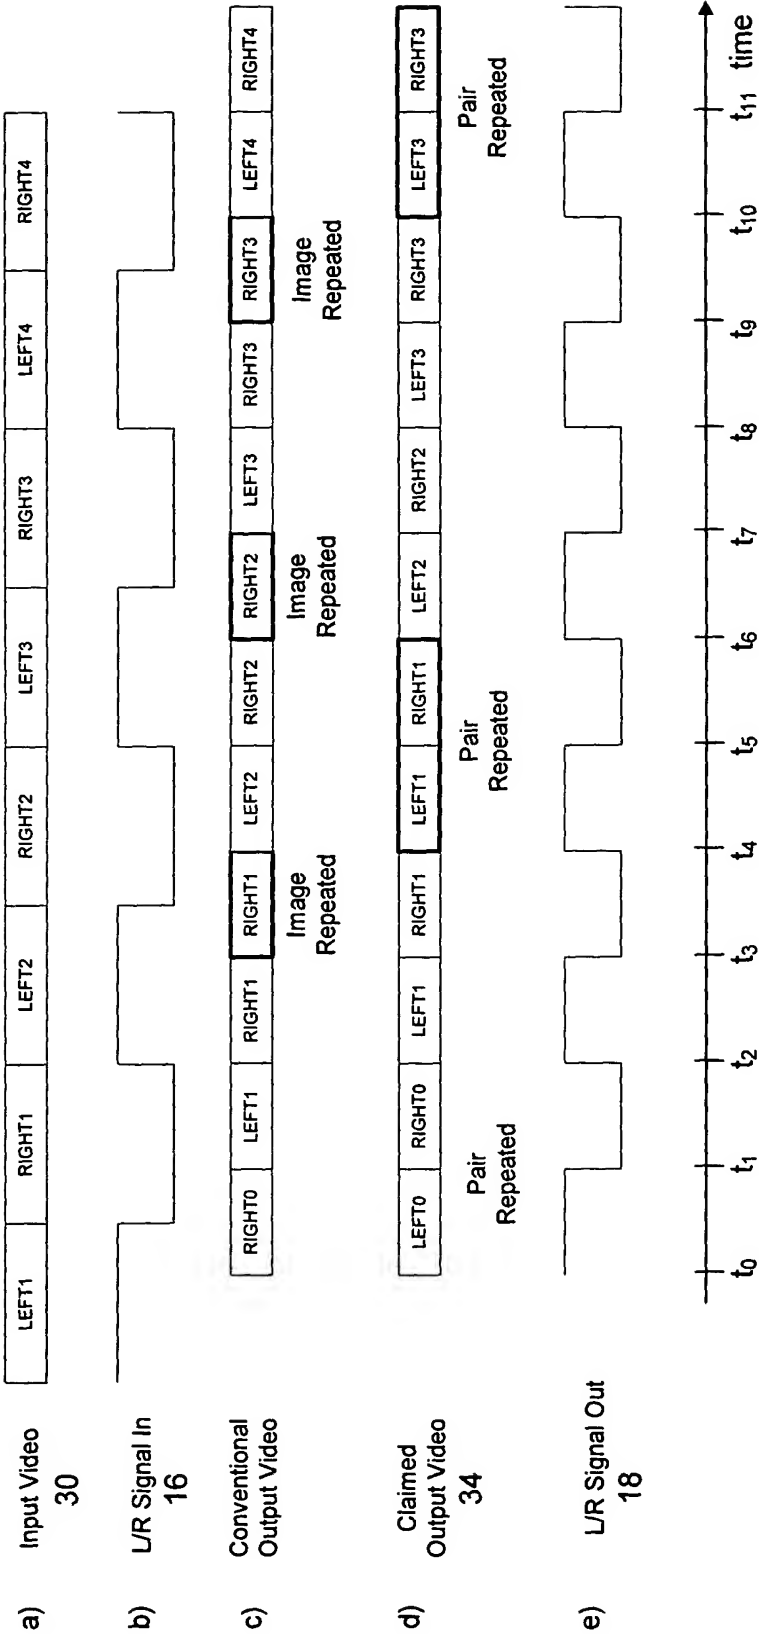 a)
Input Video
30
LEFT1 RIGHT1 LEFT2 RIGHT2 LEFT3 RIGHT3 LEFT4 RIGHT4
b)
L/R Signal In
16
c)
Conventional
Output Video
RIGHT0 LEFT1 RIGHT1 RIGHT1 LEFT2 RIGHT2 RIGHT2 LEFT3 RIGHT3 RIGHT3 LEFT4 RIGHT4
Image
Repeated
Image
Repeated
Image
Repeated
d)
Claimed
Output Video
34
LEFT0 RIGHT0 LEFT1 RIGHT1 LEFT1 RIGHT1 LEFT2 RIGHT2 LEFT3 RIGHT3 LEFT3 RIGHT3
Pair
Repeated
Pair
Repeated
Pair
Repeated
e)
L/R Signal Out
18
t0 t1 t2 t3 t4 t5 t6 t7 t8 t9 t10 t11 time